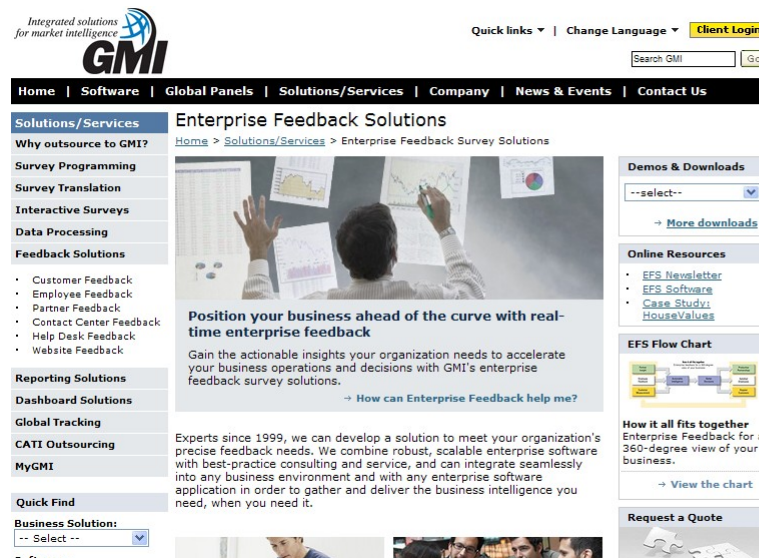 Integrated solutions
for market intelligence
GMI
Quick links ▼ | Change Language ▼ Client Login
Search GMI
Home | Software | Global Panels | Solutions/Services | Company | News & Events | Contact Us
Solutions/Services
Why outsource to GMI?
Survey Programming
Survey Translation
Interactive Surveys
Data Processing
Feedback Solutions
· Customer Feedback
· Employee Feedback
· Partner Feedback
· Contact Center Feedback
· Help Desk Feedback
· Website Feedback
Reporting Solutions
Dashboard Solutions
Global Tracking
CATI Outsourcing
MyGMI
Quick Find
Business Solution:
-- Select --
Enterprise Feedback Solutions
Home > Solutions/Services > Enterprise Feedback Survey Solutions
Position your business ahead of the curve with real-
time enterprise feedback
Gain the actionable insights your organization needs to accelerate
your business operations and decisions with GMI's enterprise
feedback survey solutions.
→ How can Enterprise Feedback help me?
Experts since 1999, we can develop a solution to meet your organization's
precise feedback needs. We combine robust, scalable enterprise software
with best-practice consulting and service, and can integrate seamlessly
into any business environment and with any enterprise software
application in order to gather and deliver the business intelligence you
need, when you need it.
Demos & Downloads
--select--
→ More downloads
Online Resources
· EFS Newsletter
· EFS Software
· Case Study:
HouseValues
EFS Flow Chart
How it all fits together
Enterprise Feedback for a
360-degree view of your
business.
→ View the chart
Request a Quote